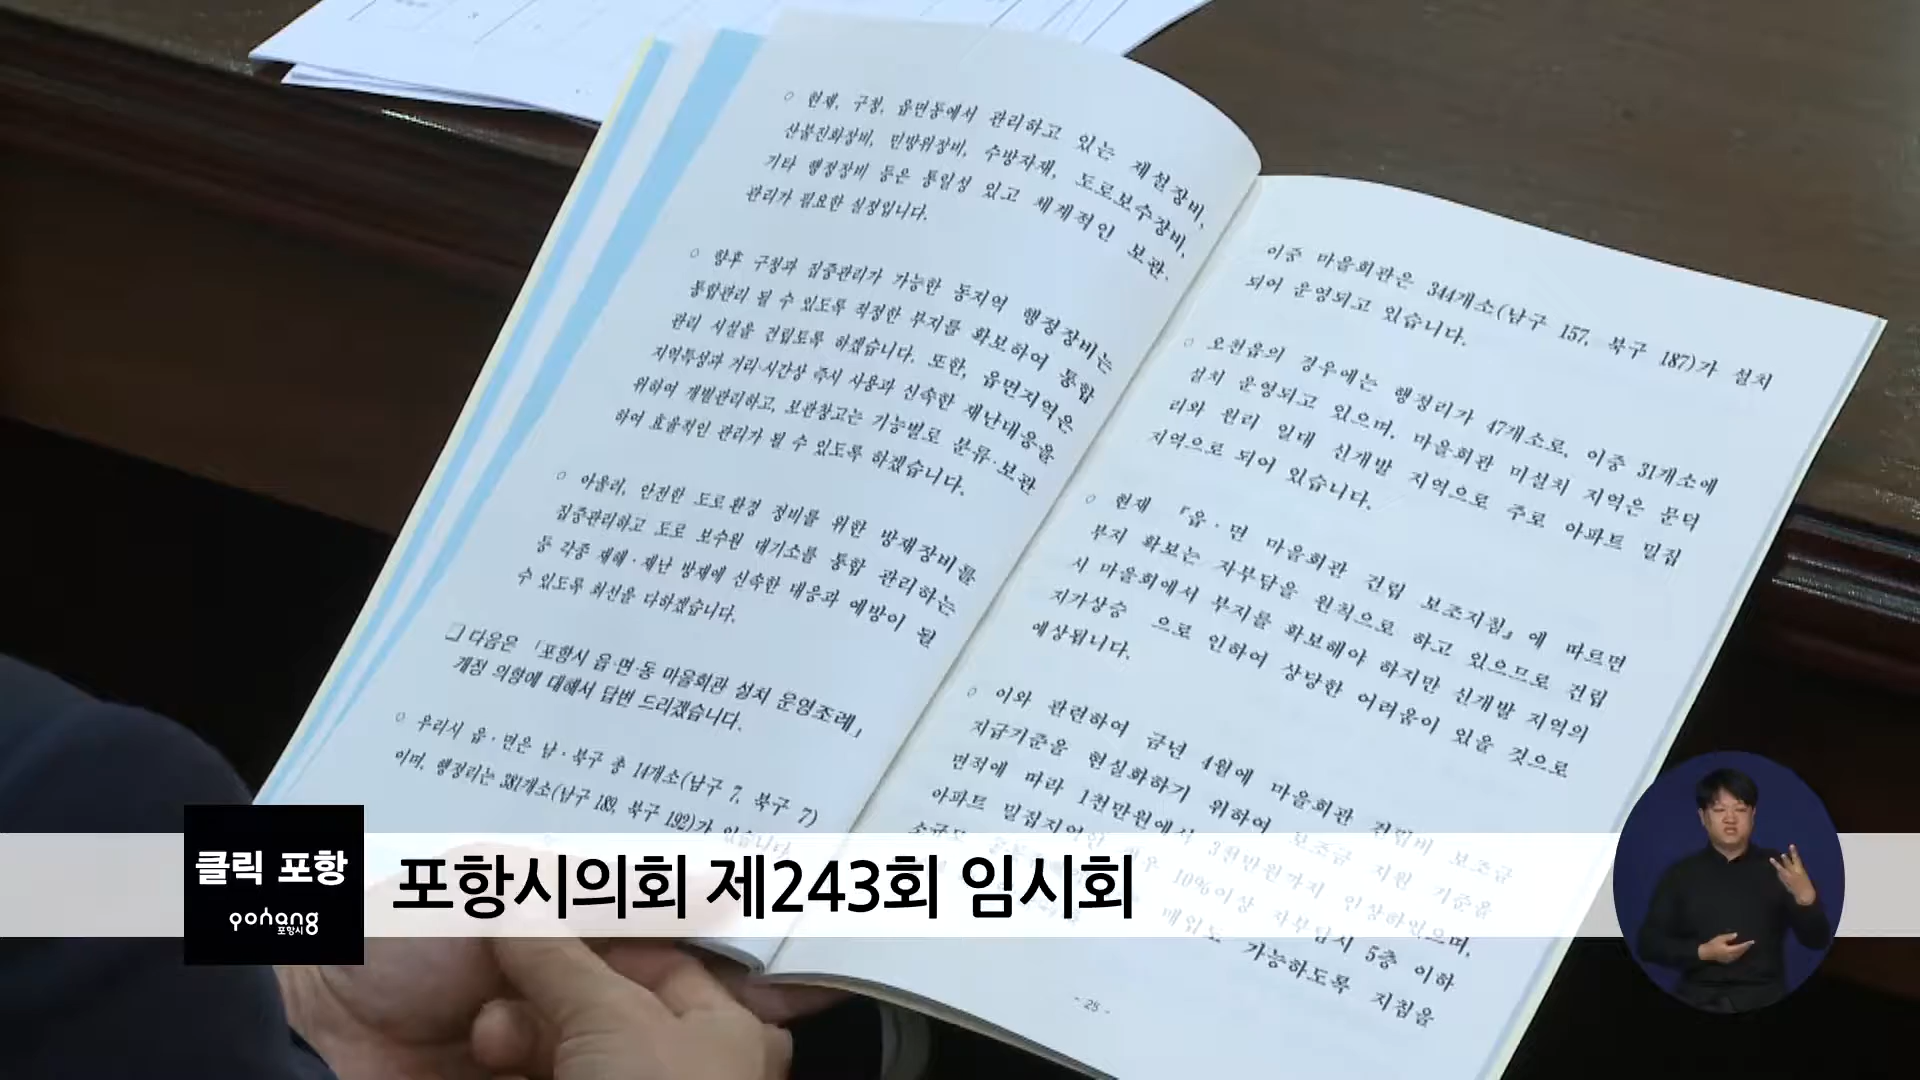 ○ 현재, 구청, 읍면동에서 관리하고 있는 제설장비,
산불진화장비, 민방위장비, 수방자재, 도로보수장비,
기타 행정장비 등은 통일성 있고 체계적인 보관·
관리가 필요한 실정입니다.
○ 향후 구청과 집중관리가 가능한 동지역 행정장비는
통합관리 될 수 있도록 적정한 부지를 확보하여 통합
관리 시설을 건립토록 하겠습니다. 또한, 읍면지역은
지역특성과 거리·시간상 즉시 사용과 신속한 재난대응을
위하여 개별관리하고, 보관창고는 기능별로 분류·보관
하여 효율적인 관리가 될 수 있도록 하겠습니다.
○ 아울러, 안전한 도로환경 정비를 위한 방재장비를
집중관리하고 도로 보수원 대기소를 통합 관리하는
등 각종 재해·재난 방재에 신속한 대응과 예방이 될
수 있도록 최선을 다하겠습니다.
□ 다음은 「포항시 읍·면·동 마을회관 설치 운영조례」
개정 의향에 대해서 답변 드리겠습니다.
○ 우리시 읍·면은 남·북구 총 14개소(남구 7, 북구 7)
이며, 행정리는 381개소(남구 189, 북구 192)가 있습니다.
이중 마을회관은 344개소(남구 157, 북구 187)가 설치
되어 운영되고 있습니다.
○ 오천읍의 경우에는 행정리가 47개소로, 이중 31개소에
설치 운영되고 있으며, 마을회관 미설치 지역은 문덕
리와 원리 일대 신개발 지역으로 주로 아파트 밀집
지역으로 되어 있습니다.
○ 현재 『읍·면 마을회관 건립 보조지침』에 따르면
부지 확보는 자부담을 원칙으로 하고 있으므로 건립
시 마을회에서 부지를 확보해야 하지만 신개발 지역의
지가상승 으로 인하여 상당한 어려움이 있을 것으로
예상됩니다.
○ 이와 관련하여 금년 4월에 마을회관 건립비 보조금
지급기준을 현실화하기 위하여 보조금 지원 기준을
면적에 따라 1천만원에서 3천만원까지 인상하였으며,
아파트 밀집지역인 경우 10%이상 자부담시 5층 이하
매입도 가능하도록 지침을
- 25 -
클릭 포항
pohang
포항시
포항시의회 제243회 임시회